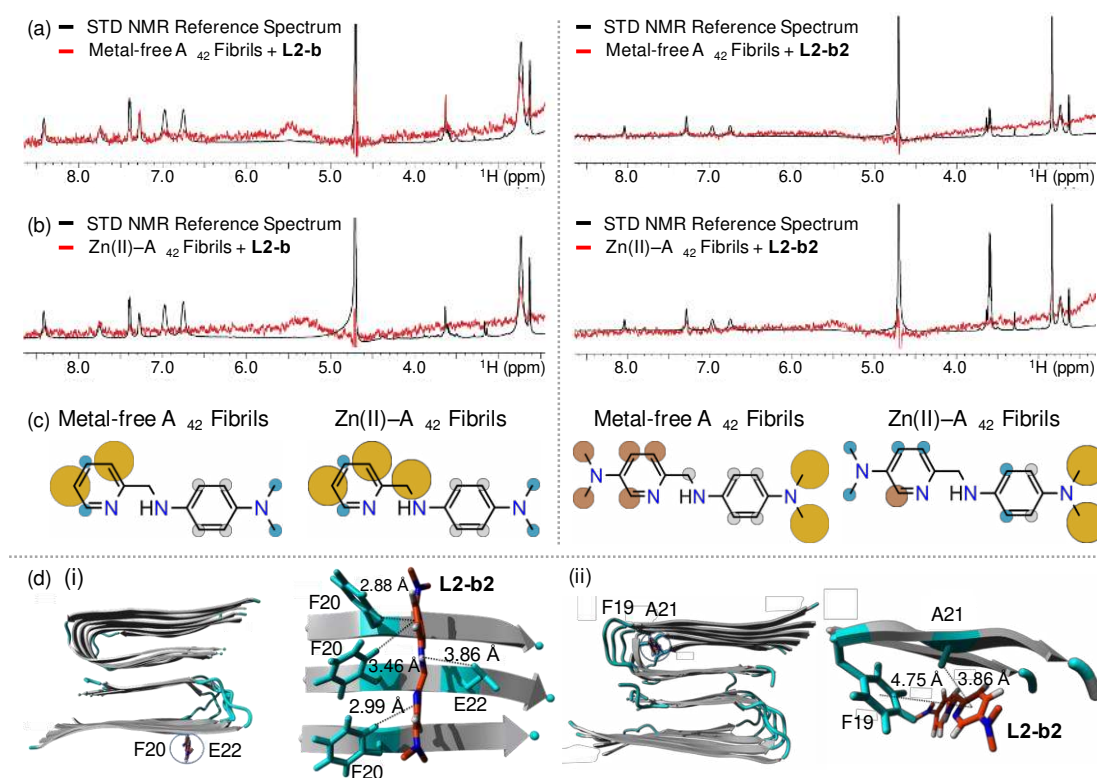 (a) STD NMR Reference Spectrum
Metal-free A 42 Fibrils + L2-b
8.0 7.0 6.0 5.0 4.0 1H (ppm)
STD NMR Reference Spectrum
Metal-free A 42 Fibrils + L2-b2
8.0 7.0 6.0 5.0 4.0 1H (ppm)
(b) STD NMR Reference Spectrum
Zn(II)–A 42 Fibrils + L2-b
8.0 7.0 6.0 5.0 4.0 1H (ppm)
STD NMR Reference Spectrum
Zn(II)–A 42 Fibrils + L2-b2
8.0 7.0 6.0 5.0 4.0 1H (ppm)
(c) Metal-free A 42 Fibrils
Zn(II)–A 42 Fibrils
Metal-free A 42 Fibrils
Zn(II)–A 42 Fibrils
N HN N
N HN N
N N HN N
N N HN N
(d) (i)
F20 E22
L2-b2
2.88 Å
F20
F20
3.46 Å
3.86 Å
E22
2.99 Å
F20
(ii)
F19 A21
A21
4.75 Å
3.86 Å
F19
L2-b2